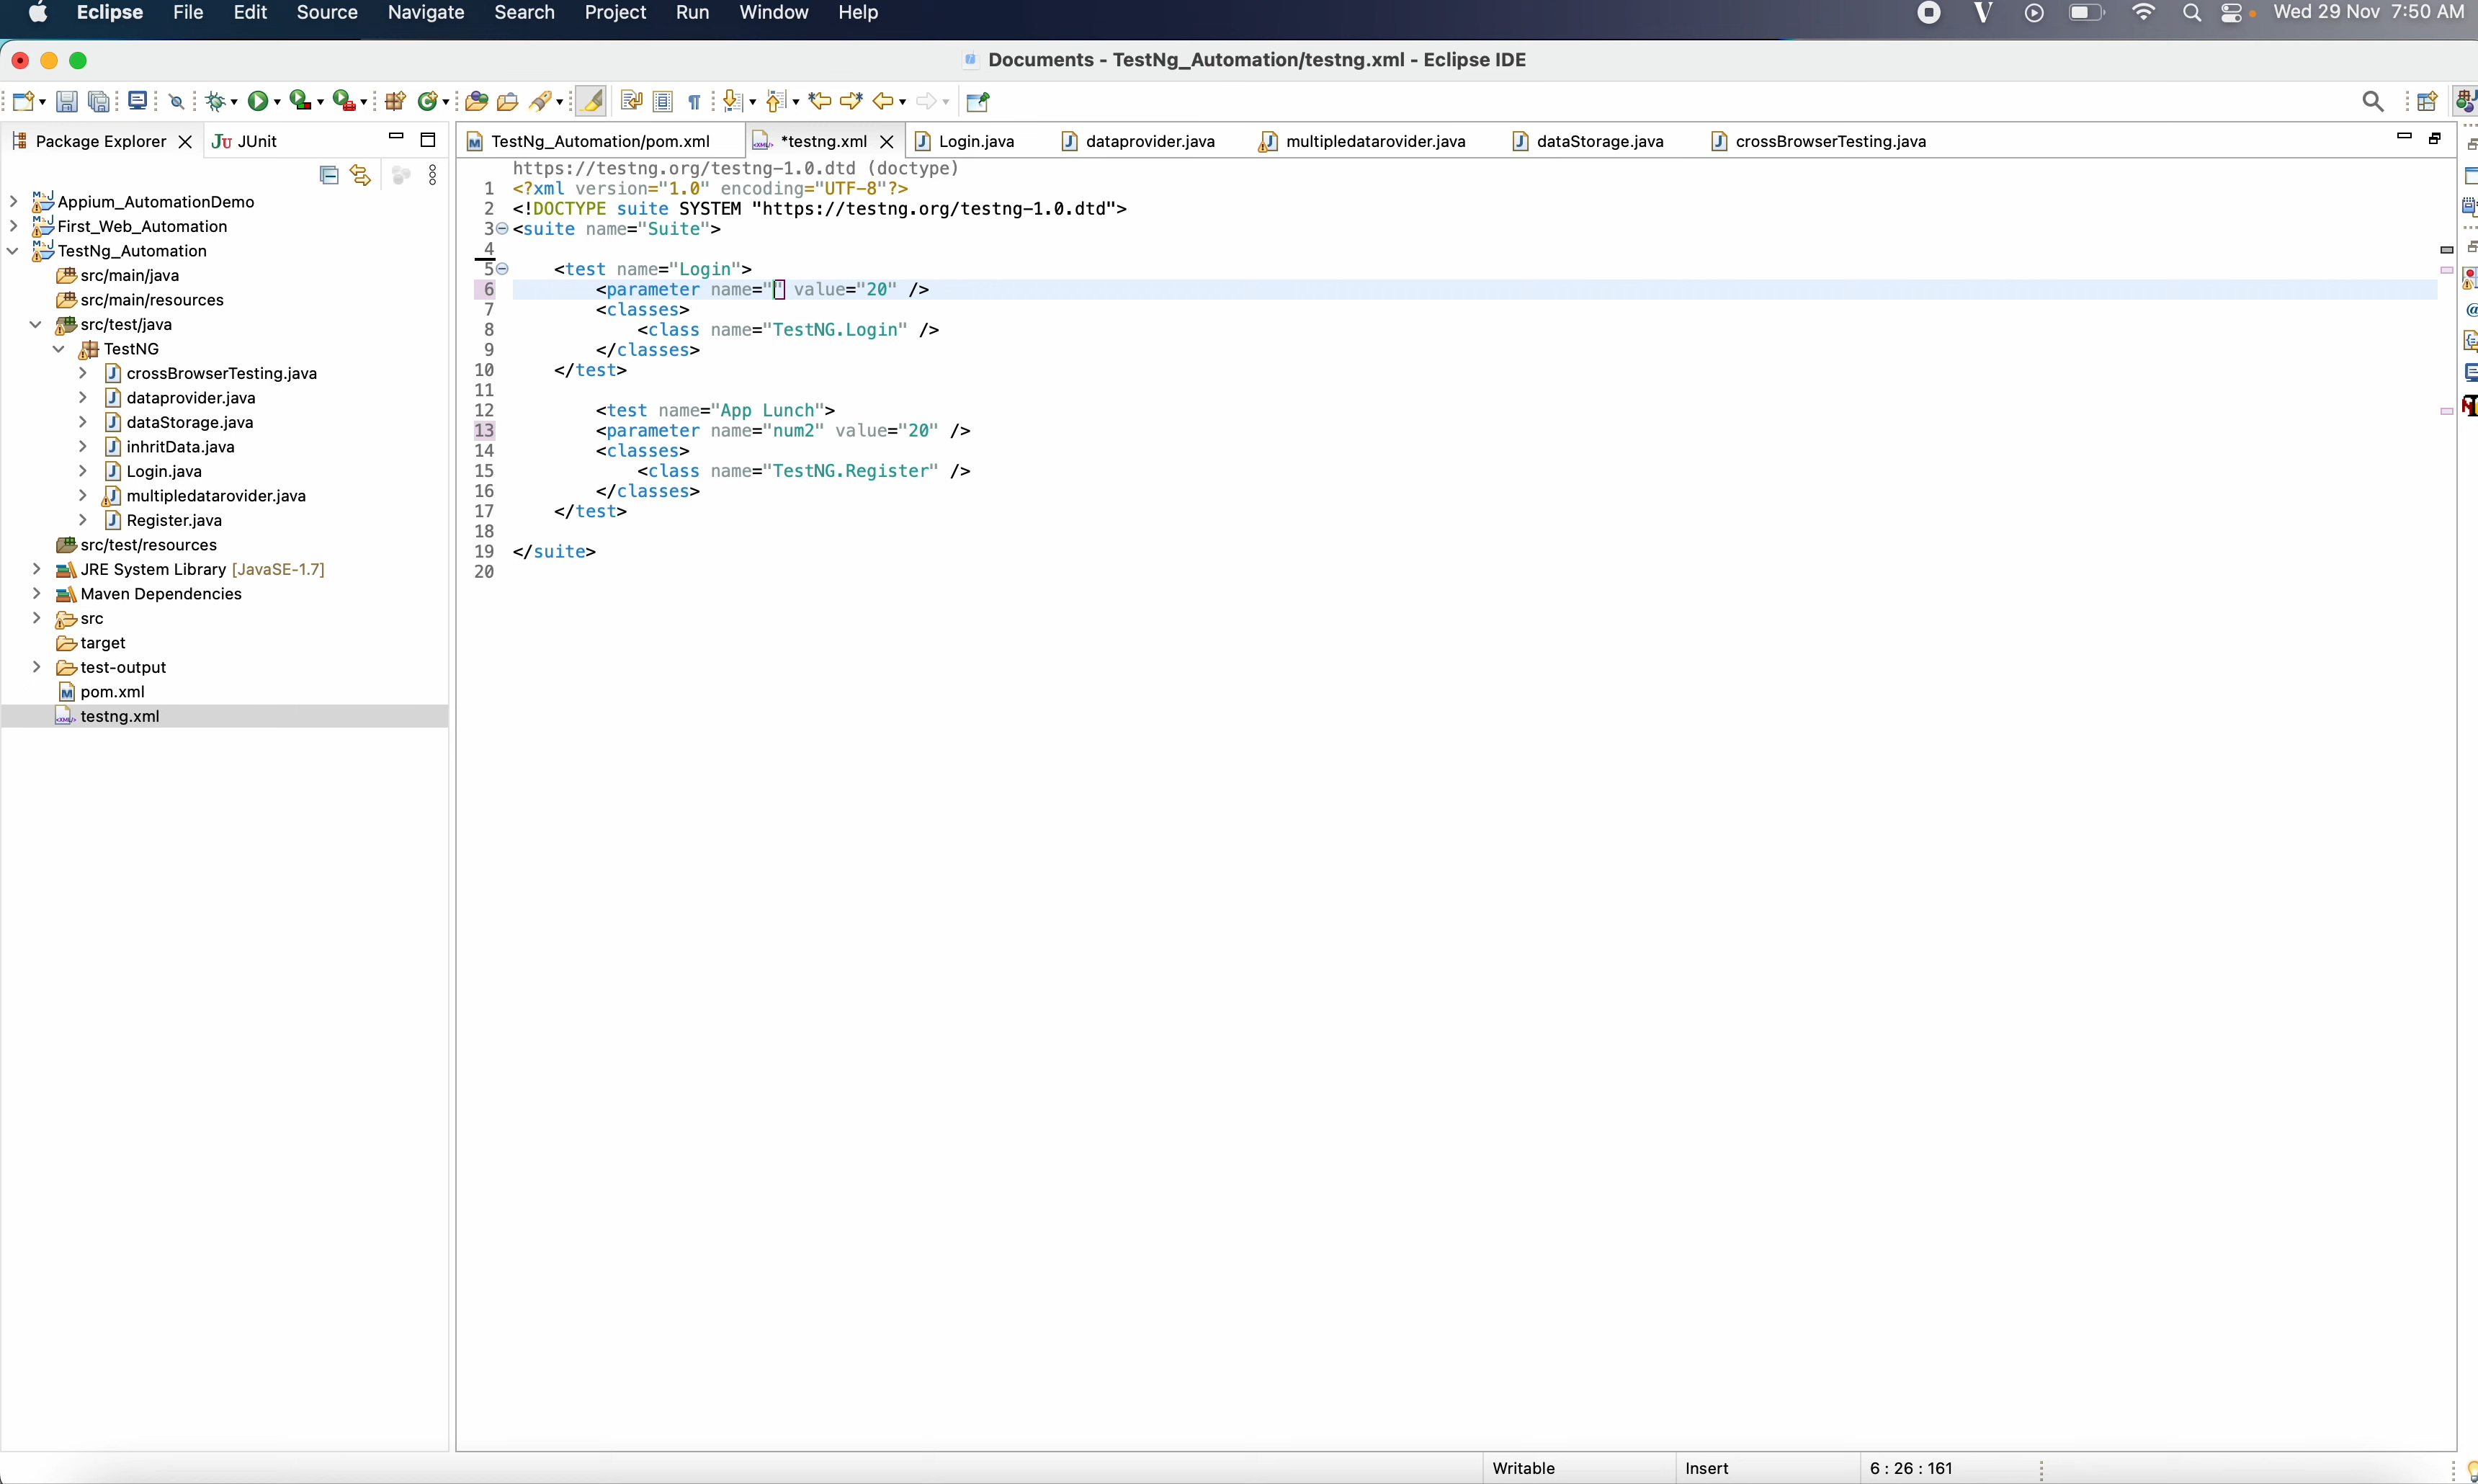 Eclipse File Edit Source Navigate Search Project Run Window Help Wed 29 Nov 7:50 AM
Documents - TestNg_Automation/testng.xml - Eclipse IDE
Package Explorer JUnit
TestNg_Automation/pom.xml *testng.xml Login.java dataprovider.java multipledatarovider.java dataStorage.java crossBrowserTesting.java
Appium_AutomationDemo
First_Web_Automation
TestNg_Automation
src/main/java
src/main/resources
src/test/java
TestNG
crossBrowserTesting.java
dataprovider.java
dataStorage.java
inhritData.java
Login.java
multipledatarovider.java
Register.java
src/test/resources
JRE System Library [JavaSE-1.7]
Maven Dependencies
src
target
test-output
pom.xml
testng.xml
https://testng.org/testng-1.0.dtd (doctype)
1 <?xml version="1.0" encoding="UTF-8"?>
2 <!DOCTYPE suite SYSTEM "https://testng.org/testng-1.0.dtd">
3 <suite name="Suite">
4
5 <test name="Login">
6 <parameter name="" value="20" />
7 <classes>
8 <class name="TestNG.Login" />
9 </classes>
10 </test>
11
12 <test name="App Lunch">
13 <parameter name="num2" value="20" />
14 <classes>
15 <class name="TestNG.Register" />
16 </classes>
17 </test>
18
19 </suite>
20
Writable Insert 6 : 26 : 161